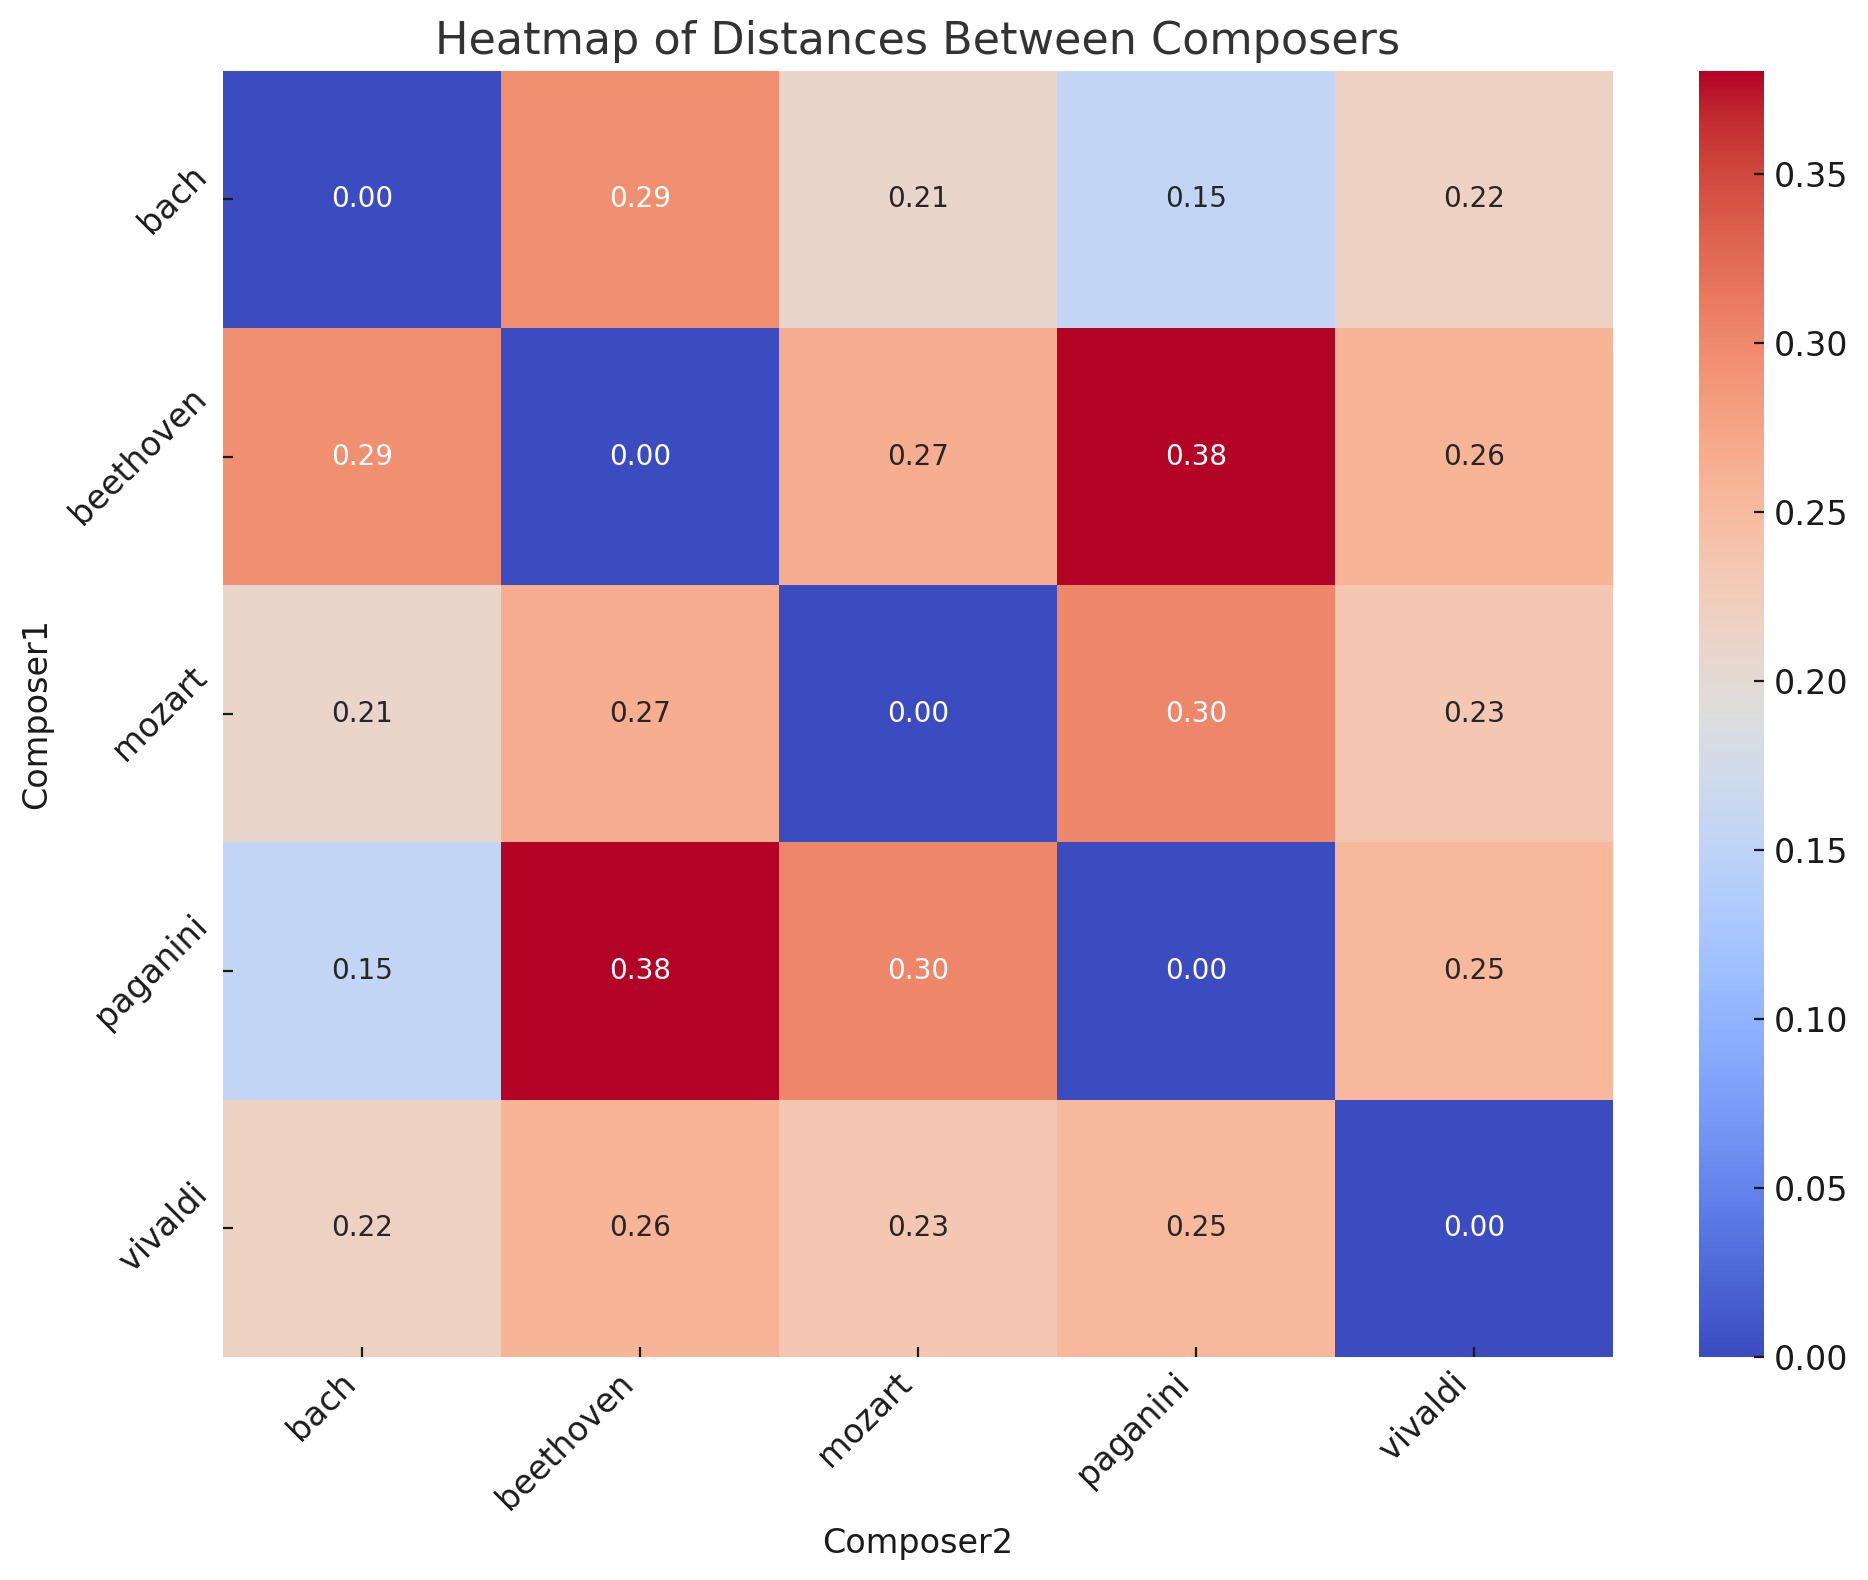 Heatmap of Distances Between Composers
bach 0.00 0.29 0.21 0.15 0.22
beethoven 0.29 0.00 0.27 0.38 0.26
mozart 0.21 0.27 0.00 0.30 0.23
paganini 0.15 0.38 0.30 0.00 0.25
vivaldi 0.22 0.26 0.23 0.25 0.00
Composer1
bach beethoven mozart paganini vivaldi
Composer2
0.35
0.30
0.25
0.20
0.15
0.10
0.05
0.00